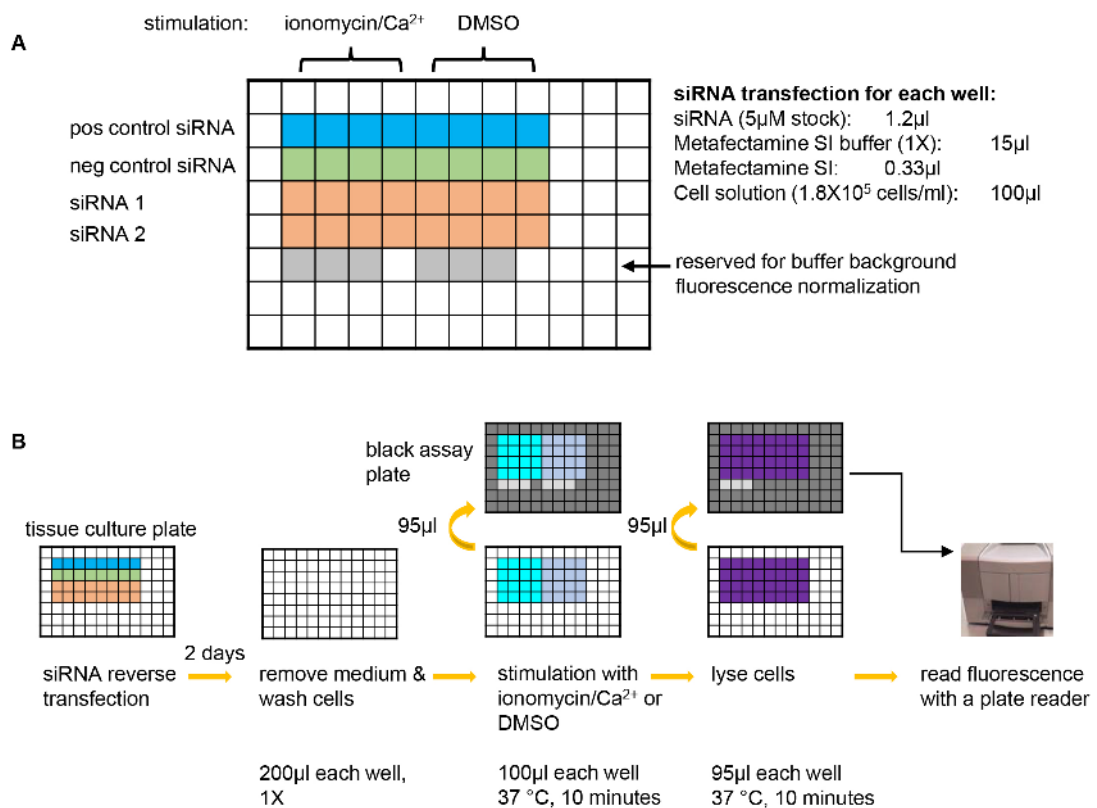 A
stimulation: ionomycin/Ca²⁺ DMSO
pos control siRNA
neg control siRNA
siRNA 1
siRNA 2
siRNA transfection for each well:
siRNA (5µM stock): 1.2µl
Metafectamine SI buffer (1X): 15µl
Metafectamine SI: 0.33µl
Cell solution (1.8X10⁵ cells/ml): 100µl
reserved for buffer background
fluorescence normalization
B
black assay
plate
95µl
95µl
tissue culture plate
siRNA reverse
transfection
2 days
remove medium &
wash cells
stimulation with
ionomycin/Ca²⁺ or
DMSO
lyse cells
read fluorescence
with a plate reader
200µl each well,
1X
100µl each well
37 °C, 10 minutes
95µl each well
37 °C, 10 minutes